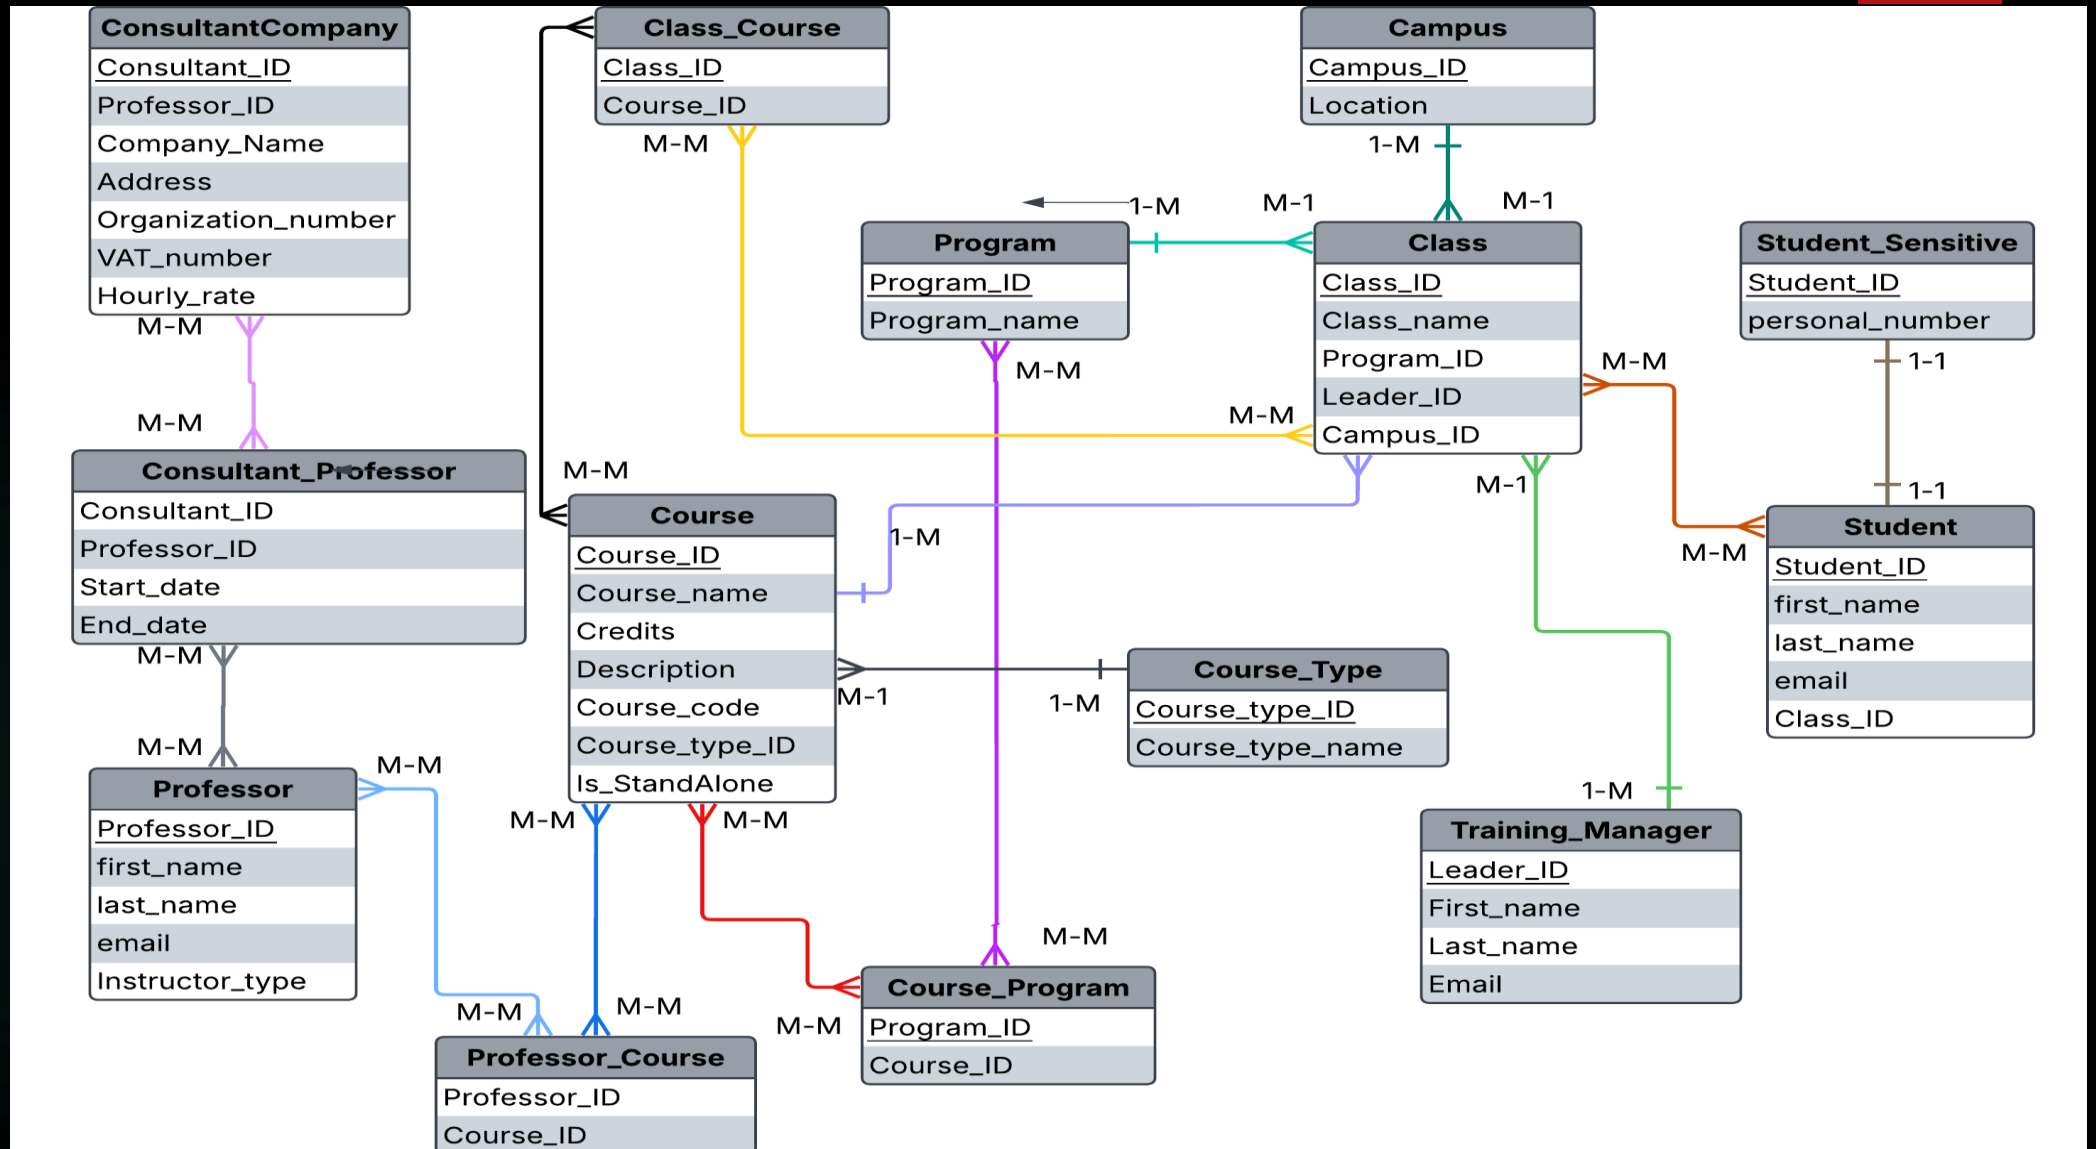 ConsultantCompany
Consultant_ID
Professor_ID
Company_Name
Address
Organization_number
VAT_number
Hourly_rate
M-M
M-M
Consultant_Professor
Consultant_ID
Professor_ID
Start_date
End_date
M-M
M-M
Professor
Professor_ID
first_name
last_name
email
Instructor_type
M-M
M-M
Class_Course
Class_ID
Course_ID
M-M
M-M
M-M
Course
Course_ID
Course_name
Credits
Description
Course_code
Course_type_ID
Is_StandAlone
1-M
M-1
1-M
M-M
M-M
M-M
M-M
Professor_Course
Professor_ID
Course_ID
Program
Program_ID
Program_name
1-M
M-1
M-M
M-M
Course_Program
Program_ID
Course_ID
Course_Type
Course_type_ID
Course_type_name
Campus
Campus_ID
Location
1-M
M-1
Class
Class_ID
Class_name
Program_ID
Leader_ID
Campus_ID
M-M
M-1
M-M
1-M
Training_Manager
Leader_ID
First_name
Last_name
Email
Student_Sensitive
Student_ID
personal_number
1-1
1-1
Student
Student_ID
first_name
last_name
email
Class_ID